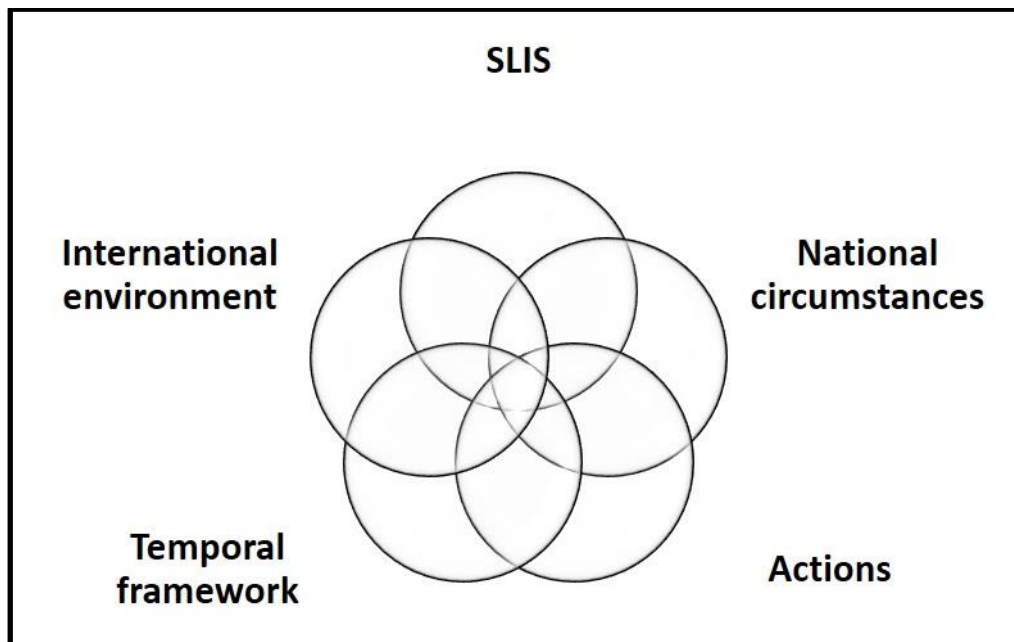 SLIS
International
environment
National
circumstances
Temporal
framework
Actions